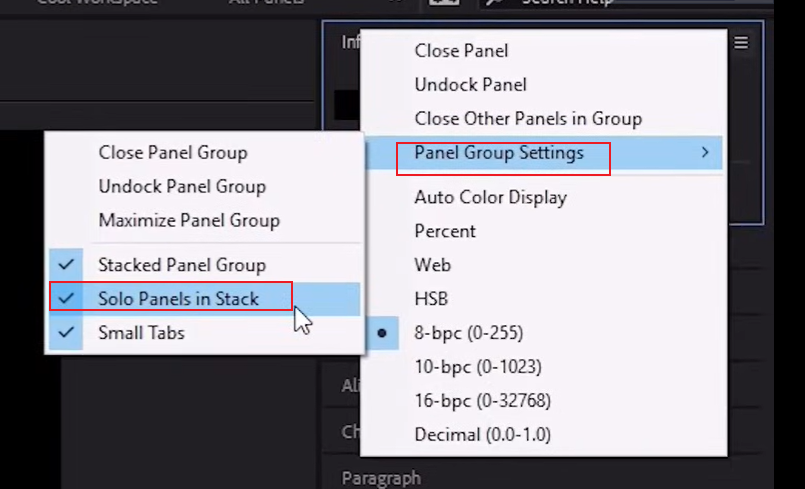 Cool Workspace
All Panels
Search Help
Close Panel
Undock Panel
Close Other Panels in Group
Panel Group Settings
Auto Color Display
Percent
Web
HSB
8-bpc (0-255)
10-bpc (0-1023)
16-bpc (0-32768)
Decimal (0.0-1.0)
Close Panel Group
Undock Panel Group
Maximize Panel Group
Stacked Panel Group
Solo Panels in Stack
Small Tabs
Paragraph